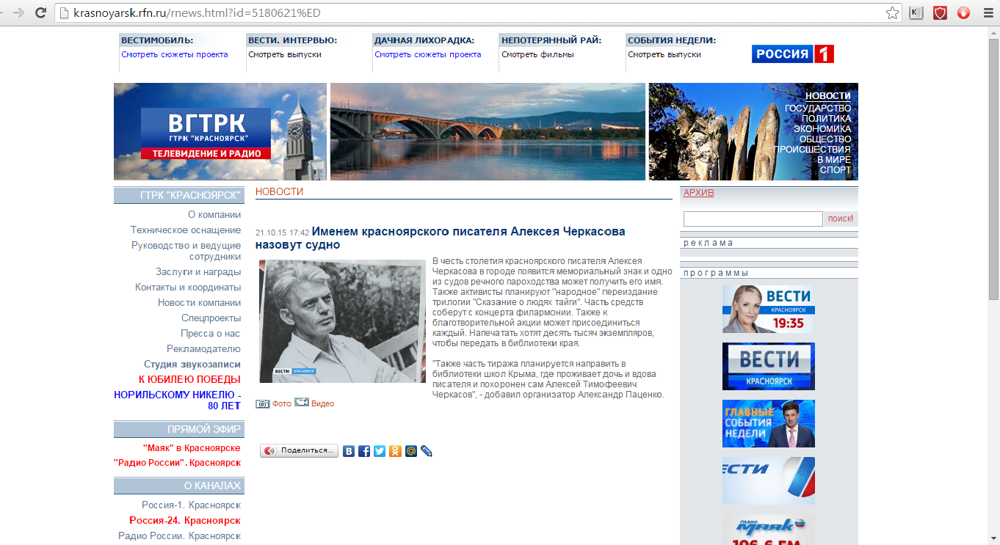 krasnoyarsk.rfn.ru/rnews.html?id=5180621%ED
ВЕСТИМОБИЛЬ:
Смотреть сюжеты проекта
ВЕСТИ. ИНТЕРВЬЮ:
Смотреть выпуски
ДАЧНАЯ ЛИХОРАДКА:
Смотреть сюжеты проекта
НЕПОТЕРЯННЫЙ РАЙ:
Смотреть фильмы
СОБЫТИЯ НЕДЕЛИ:
Смотреть выпуски
РОССИЯ 1
ВГТРК
ГТРК "КРАСНОЯРСК"
ТЕЛЕВИДЕНИЕ И РАДИО
НОВОСТИ
ГОСУДАРСТВО
ПОЛИТИКА
ЭКОНОМИКА
ОБЩЕСТВО
ПРОИСШЕСТВИЯ
В МИРЕ
СПОРТ
ГТРК "КРАСНОЯРСК"
О компании
Техническое оснащение
Руководство и ведущие
сотрудники
Заслуги и награды
Контакты и координаты
Новости компании
Спецпроекты
Пресса о нас
Рекламодателю
Студия звукозаписи
К ЮБИЛЕЮ ПОБЕДЫ
НОРИЛЬСКОМУ НИКЕЛЮ -
80 ЛЕТ
ПРЯМОЙ ЭФИР
"Маяк" в Красноярске
"Радио России". Красноярск
О КАНАЛАХ
Россия-1. Красноярск
Россия-24. Красноярск
Радио России. Красноярск
НОВОСТИ
21.10.15 17:42 Именем красноярского писателя Алексея Черкасова
назовут судно
В честь столетия красноярского писателя Алексея
Черкасова в городе появится мемориальный знак и одно
из судов речного пароходства может получить его имя.
Также активисты планируют "народное" переиздание
трилогии "Сказание о людях тайги". Часть средств
соберут с концерта филармонии. Также к
благотворительной акции может присоединиться
каждый. Напечатать хотят десять тысяч экземпляров,
чтобы передать в библиотеки края.
"Также часть тиража планируется направить в
библиотеки школ Крыма, где проживает дочь и вдова
писателя и похоронен сам Алексей Тимофеевич
Черкасов", - добавил организатор Александр Паценко.
ВЕСТИ КРАСНОЯРСК
Фото Видео
Поделиться...
АРХИВ
поиск!
реклама
программы
ВЕСТИ
КРАСНОЯРСК
19:35
ВЕСТИ
КРАСНОЯРСК
ГЛАВНЫЕ
СОБЫТИЯ
НЕДЕЛИ
ЕСТИ
РАДИО
Маяк
106.6 FM